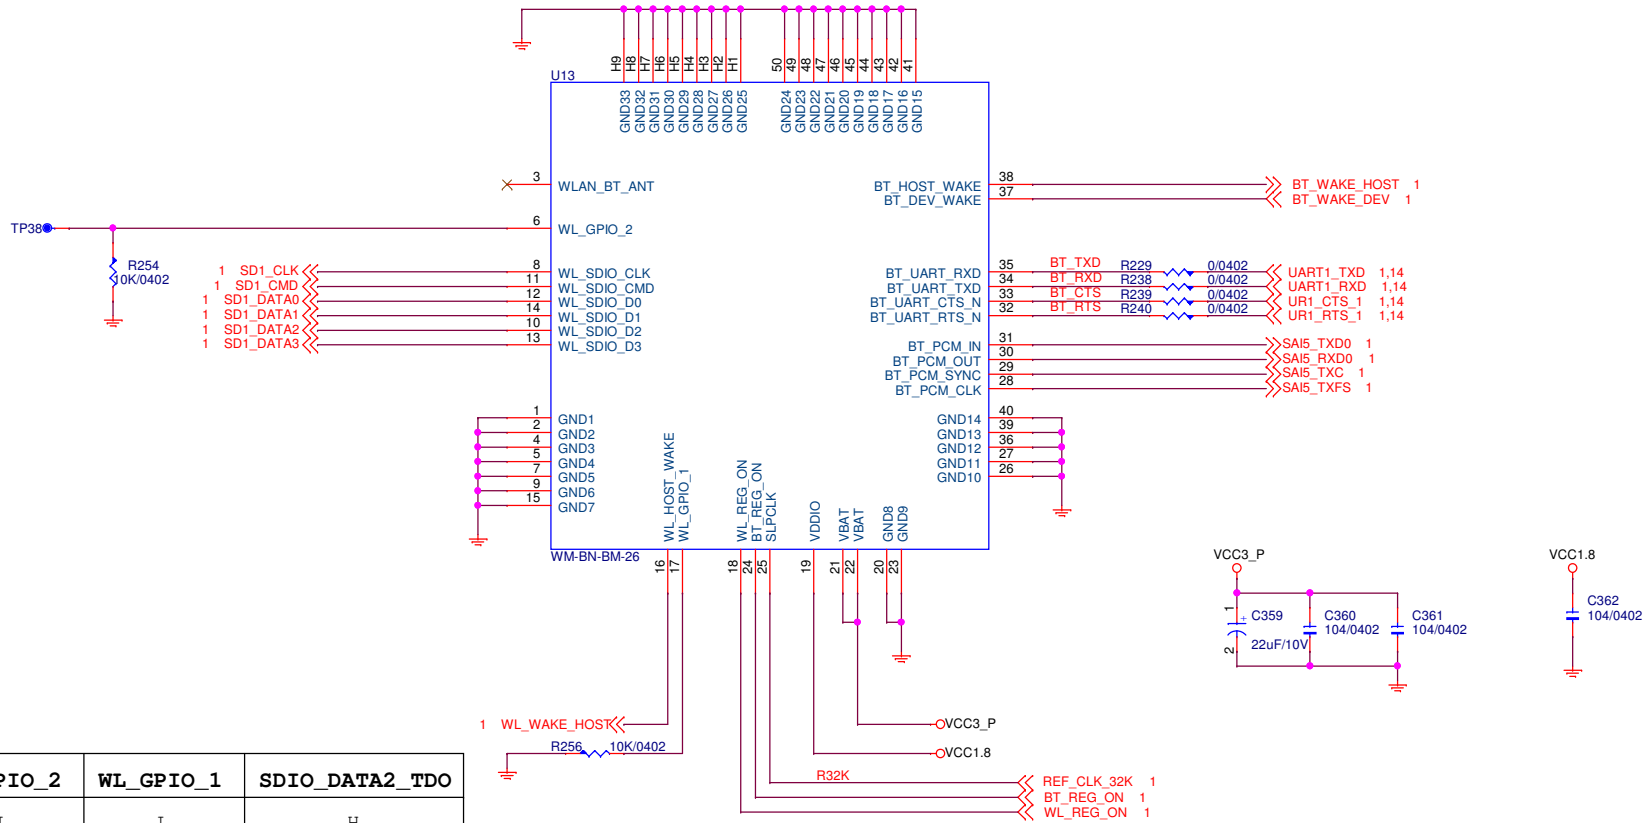 H9 H8 H7 H6 H5 H4 H3 H2 H1 50 49 48 47 46 45 44 43 42 41
U13
GND33 GND32 GND31 GND30 GND29 GND28 GND27 GND26 GND25 GND24 GND23 GND22 GND21 GND20 GND19 GND18 GND17 GND16 GND15
3 WLAN_BT_ANT
BT_HOST_WAKE 38 BT_WAKE_HOST 1
BT_DEV_WAKE 37 BT_WAKE_DEV 1
TP38 6 WL_GPIO_2
R254
10K/0402
1 SD1_CLK 8 WL_SDIO_CLK
1 SD1_CMD 11 WL_SDIO_CMD
1 SD1_DATA0 12 WL_SDIO_D0
1 SD1_DATA1 14 WL_SDIO_D1
1 SD1_DATA2 10 WL_SDIO_D2
1 SD1_DATA3 13 WL_SDIO_D3
BT_UART_RXD 35 BT_TXD R229 0/0402 UART1_TXD 1,14
BT_UART_TXD 34 BT_RXD R238 0/0402 UART1_RXD 1,14
BT_UART_CTS_N 33 BT_CTS R239 0/0402 UR1_CTS_1 1,14
BT_UART_RTS_N 32 BT_RTS R240 0/0402 UR1_RTS_1 1,14
BT_PCM_IN 31 SAI5_TXD0 1
BT_PCM_OUT 30 SAI5_RXD0 1
BT_PCM_SYNC 29 SAI5_TXC 1
BT_PCM_CLK 28 SAI5_TXFS 1
1 GND1
2 GND2
4 GND3
5 GND4
7 GND5
9 GND6
15 GND7
GND14 40
GND13 39
GND12 36
GND11 27
GND10 26
WL_HOST_WAKE WL_GPIO_1 WL_REG_ON BT_REG_ON SLPCLK VDDIO VBAT VBAT GND8 GND9
WM-BN-BM-26
16 17 18 24 25 19 21 22 20 23
VCC3_P
1 + C359
2 22uF/10V
C360
104/0402
C361
104/0402
VCC1.8
C362
104/0402
1 WL_WAKE_HOST
VCC3_P
R256 10K/0402
VCC1.8
R32K REF_CLK_32K 1
BT_REG_ON 1
WL_REG_ON 1
PIO_2 WL_GPIO_1 SDIO_DATA2_TDO